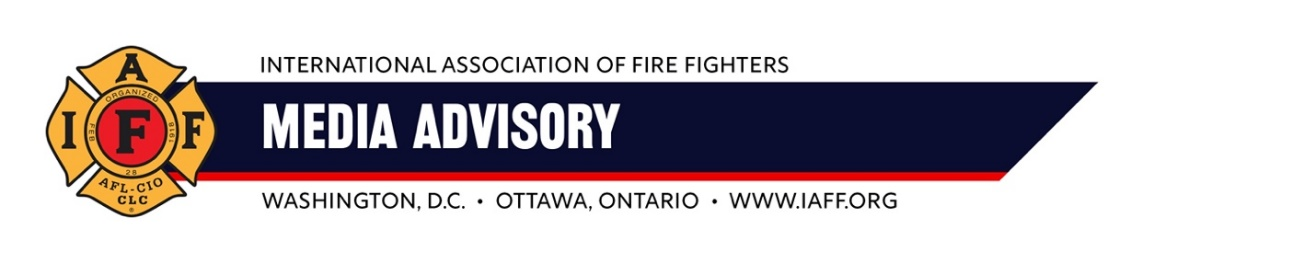 INTERNATIONAL ASSOCIATION OF FIRE FIGHTERS
MEDIA ADVISORY
WASHINGTON, D.C. • OTTAWA, ONTARIO • WWW.IAFF.ORG
A
ORGANIZED
I F F
FEB 1918
28
AFL-CIO
CLC
®